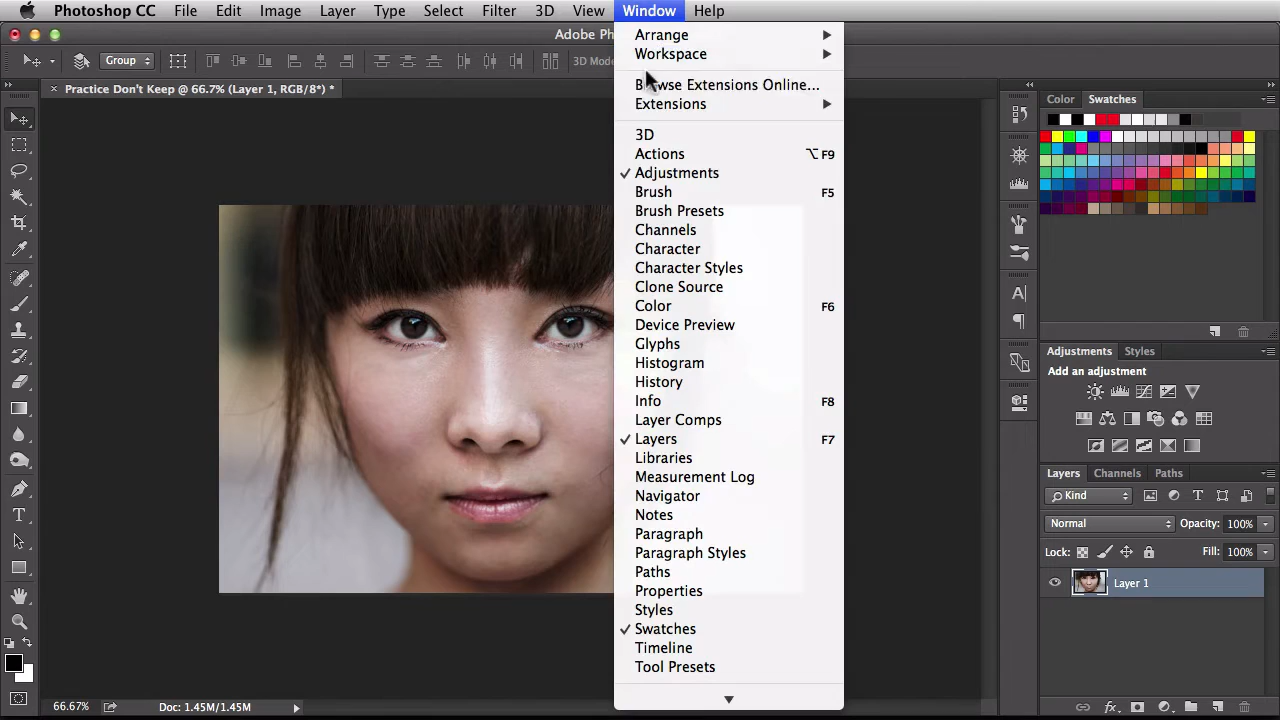 Photoshop CC File Edit Image Layer Type Select Filter 3D View Window Help
Adobe Ph
Group
3D Mode
× Practice Don't Keep @ 66.7% (Layer 1, RGB/8*) *
Arrange
Workspace
Browse Extensions Online...
Extensions
3D
Actions ⌥F9
✓ Adjustments
Brush F5
Brush Presets
Channels
Character
Character Styles
Clone Source
Color F6
Device Preview
Glyphs
Histogram
History
Info F8
Layer Comps
✓ Layers F7
Libraries
Measurement Log
Navigator
Notes
Paragraph
Paragraph Styles
Paths
Properties
Styles
✓ Swatches
Timeline
Tool Presets
Color Swatches
Adjustments Styles
Add an adjustment
Layers Channels Paths
Kind
Normal Opacity: 100%
Lock: Fill: 100%
Layer 1
66.67% Doc: 1.45M/1.45M